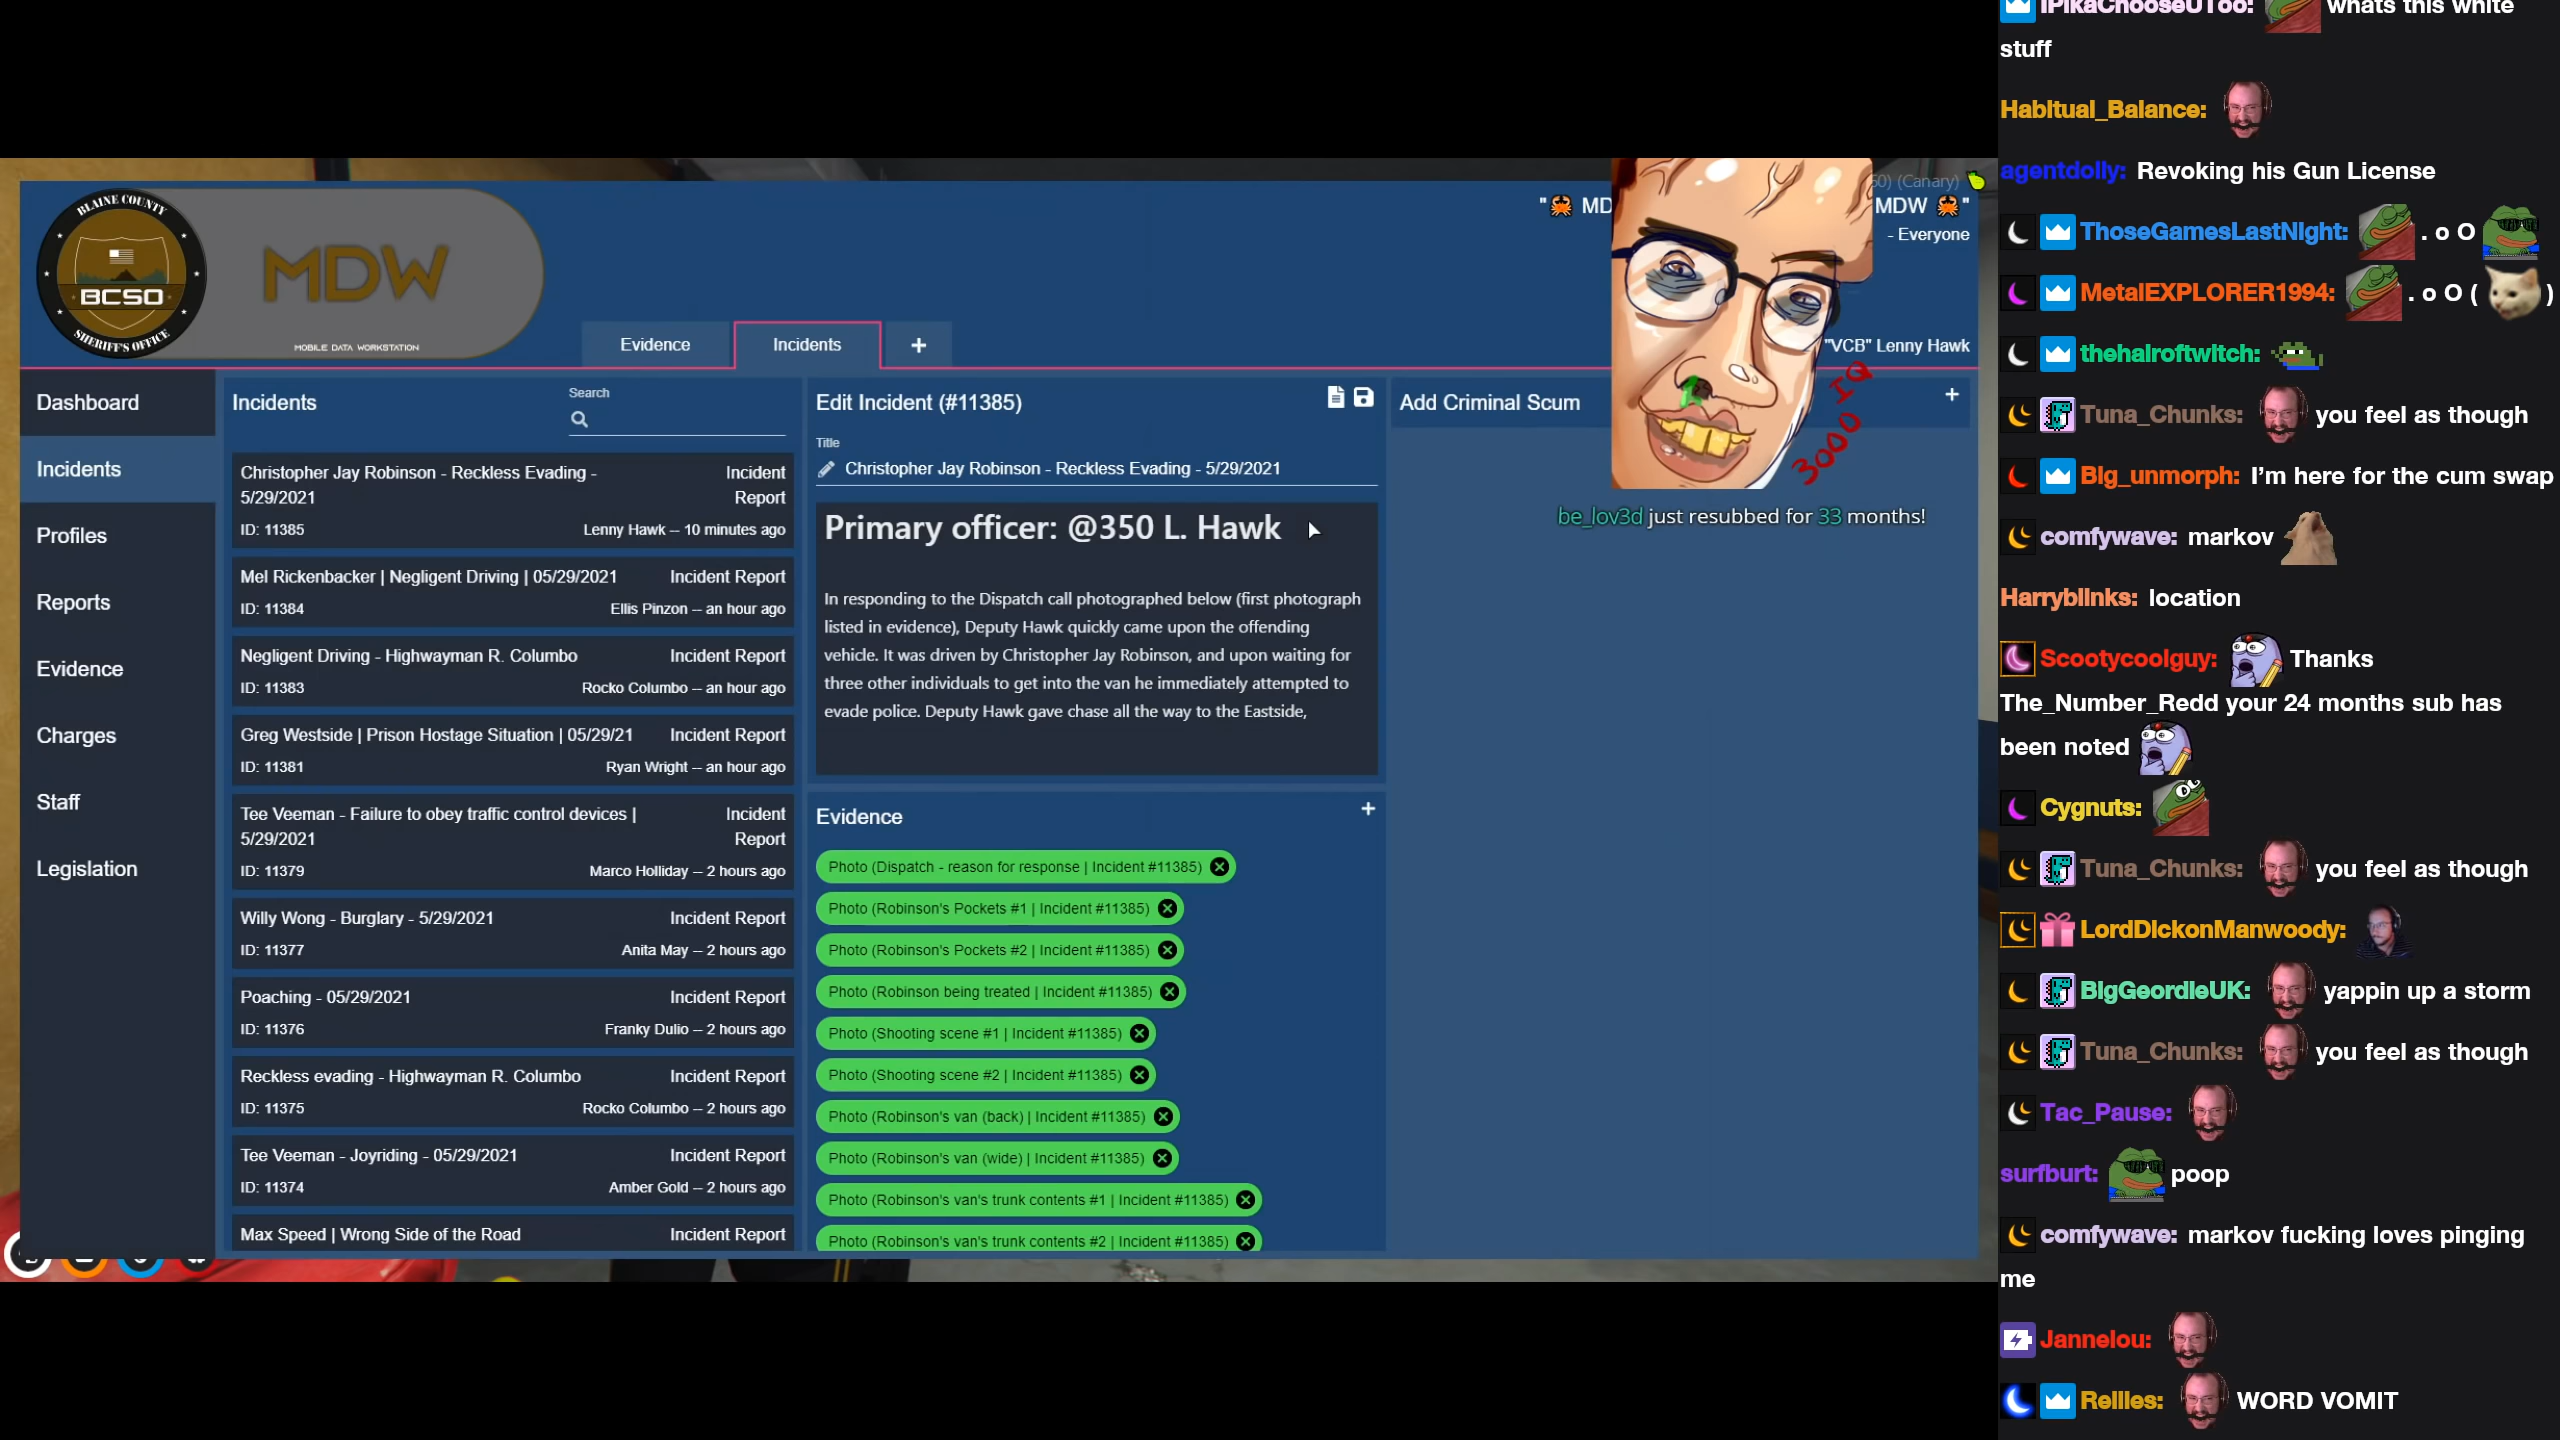 BLAINE COUNTY
BCSO
SHERIFF'S OFFICE
MDW
MOBILE DATA WORKSTATION
(Canary)
" MD
MDW "
- Everyone
"VCB" Lenny Hawk
3000 IQ
be_lov3d just resubbed for 33 months!
Evidence
Incidents
+
Dashboard
Incidents
Profiles
Reports
Evidence
Charges
Staff
Legislation
Incidents
Search
Christopher Jay Robinson - Reckless Evading - Incident
5/29/2021 Report
ID: 11385 Lenny Hawk -- 10 minutes ago
Mel Rickenbacker | Negligent Driving | 05/29/2021 Incident Report
ID: 11384 Ellis Pinzon -- an hour ago
Negligent Driving - Highwayman R. Columbo Incident Report
ID: 11383 Rocko Columbo -- an hour ago
Greg Westside | Prison Hostage Situation | 05/29/21 Incident Report
ID: 11381 Ryan Wright -- an hour ago
Tee Veeman - Failure to obey traffic control devices | Incident
5/29/2021 Report
ID: 11379 Marco Holliday -- 2 hours ago
Willy Wong - Burglary - 5/29/2021 Incident Report
ID: 11377 Anita May -- 2 hours ago
Poaching - 05/29/2021 Incident Report
ID: 11376 Franky Dulio -- 2 hours ago
Reckless evading - Highwayman R. Columbo Incident Report
ID: 11375 Rocko Columbo -- 2 hours ago
Tee Veeman - Joyriding - 05/29/2021 Incident Report
ID: 11374 Amber Gold -- 2 hours ago
Max Speed | Wrong Side of the Road Incident Report
Edit Incident (#11385)
Title
Christopher Jay Robinson - Reckless Evading - 5/29/2021
Primary officer: @350 L. Hawk
In responding to the Dispatch call photographed below (first photograph
listed in evidence), Deputy Hawk quickly came upon the offending
vehicle. It was driven by Christopher Jay Robinson, and upon waiting for
three other individuals to get into the van he immediately attempted to
evade police. Deputy Hawk gave chase all the way to the Eastside,
Evidence +
Photo (Dispatch - reason for response | Incident #11385)
Photo (Robinson's Pockets #1 | Incident #11385)
Photo (Robinson's Pockets #2 | Incident #11385)
Photo (Robinson being treated | Incident #11385)
Photo (Shooting scene #1 | Incident #11385)
Photo (Shooting scene #2 | Incident #11385)
Photo (Robinson's van (back) | Incident #11385)
Photo (Robinson's van (wide) | Incident #11385)
Photo (Robinson's van's trunk contents #1 | Incident #11385)
Photo (Robinson's van's trunk contents #2 | Incident #11385)
Add Criminal Scum +
IPikaChooseUToo: whats this white
stuff
Habitual_Balance:
agentdolly: Revoking his Gun License
ThoseGamesLastNight: . o O
MetalEXPLORER1994: . o O ( )
thehairoftwitch:
Tuna_Chunks: you feel as though
Big_unmorph: I'm here for the cum swap
comfywave: markov
Harryblinks: location
Scootycoolguy: Thanks
The_Number_Redd your 24 months sub has
been noted
Cygnuts:
Tuna_Chunks: you feel as though
LordDickonManwoody:
BigGeordieUK: yappin up a storm
Tuna_Chunks: you feel as though
Tac_Pause:
surfburt: poop
comfywave: markov fucking loves pinging
me
Jannelou:
Rellies: WORD VOMIT